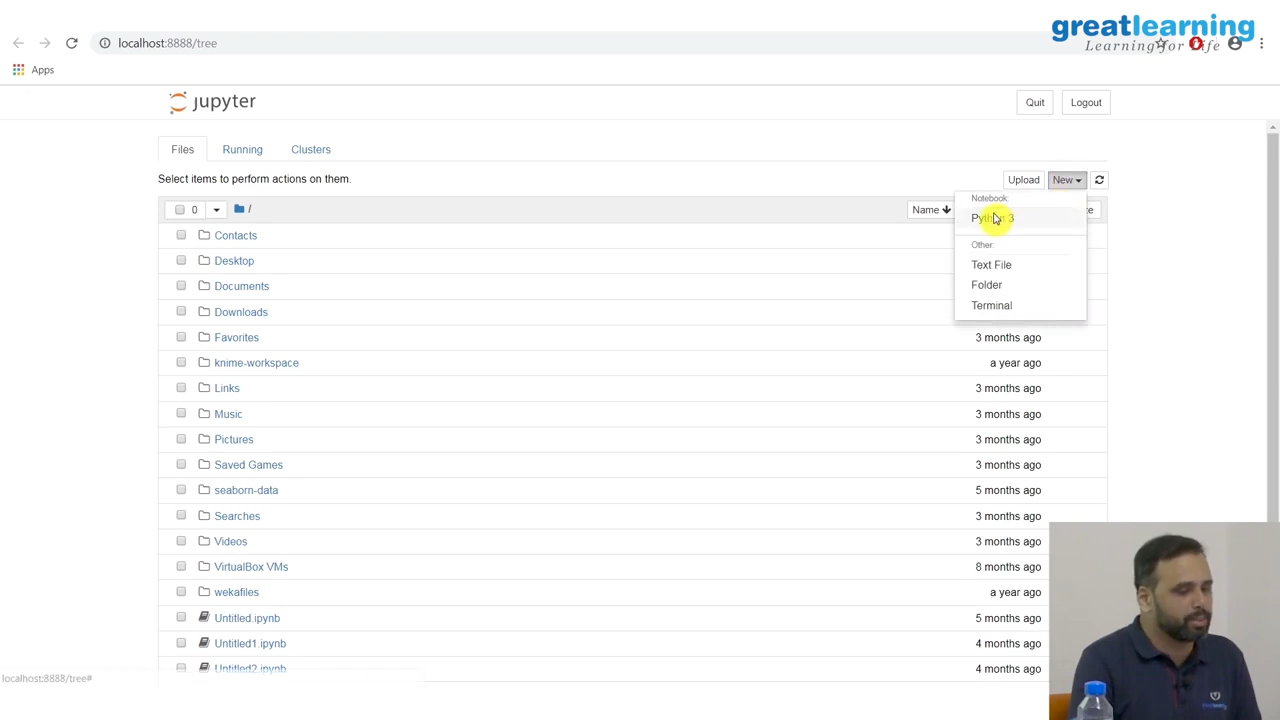 greatlearning
Learning for Life
localhost:8888/tree
Apps
jupyter
Quit
Logout
Files
Running
Clusters
Select items to perform actions on them.
Upload
New
0
/
Name
Notebook:
Python 3
Other:
Text File
Folder
Terminal
Contacts
Desktop
Documents
Downloads
Favorites
3 months ago
knime-workspace
a year ago
Links
3 months ago
Music
3 months ago
Pictures
3 months ago
Saved Games
3 months ago
seaborn-data
5 months ago
Searches
3 months ago
Videos
3 months ago
VirtualBox VMs
8 months ago
wekafiles
a year ago
Untitled.ipynb
5 months ago
Untitled1.ipynb
4 months ago
Untitled2.ipynb
4 months ago
localhost:8888/tree#